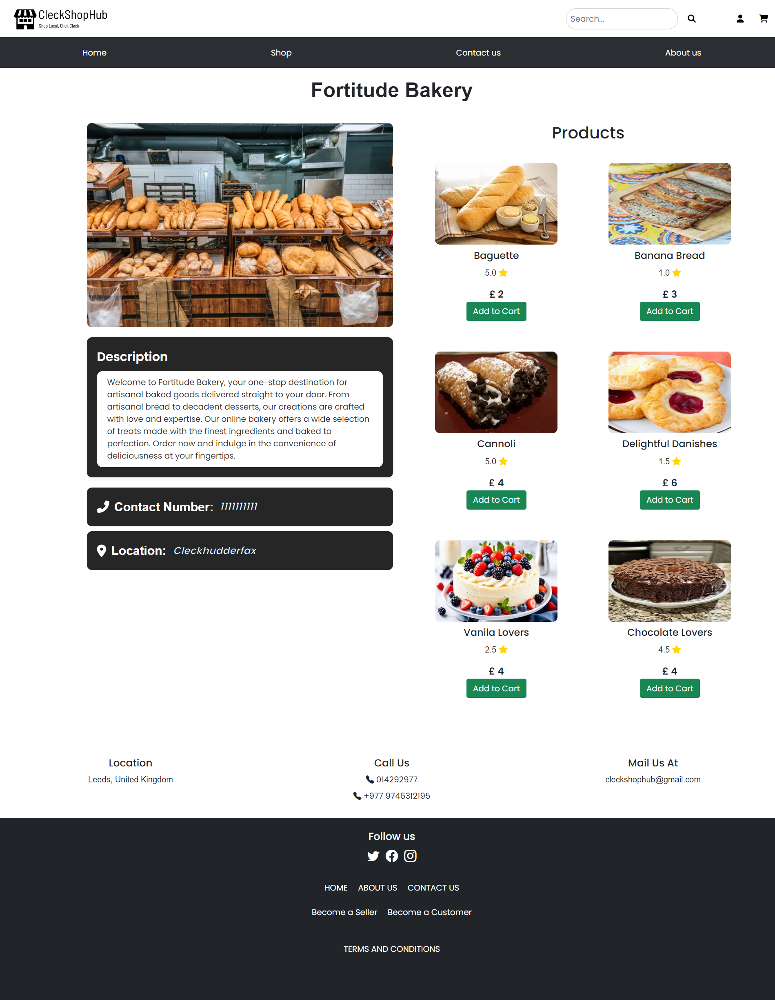 CleckShopHub
Shop Local, Click Cleck
Search...
Home
Shop
Contact us
About us
Fortitude Bakery
Description
Welcome to Fortitude Bakery, your one-stop destination for
artisanal baked goods delivered straight to your door. From
artisanal bread to decadent desserts, our creations are crafted
with love and expertise. Our online bakery offers a wide selection
of treats made with the finest ingredients and baked to
perfection. Order now and indulge in the convenience of
deliciousness at your fingertips.
Contact Number: 1111111111
Location: Cleckhudderfax
Products
Baguette
5.0
£ 2
Add to Cart
Banana Bread
1.0
£ 3
Add to Cart
Cannoli
5.0
£ 4
Add to Cart
Delightful Danishes
1.5
£ 6
Add to Cart
Vanila Lovers
2.5
£ 4
Add to Cart
Chocolate Lovers
4.5
£ 4
Add to Cart
Location
Leeds, United Kingdom
Call Us
014292977
+977 9746312195
Mail Us At
cleckshophub@gmail.com
Follow us
HOME ABOUT US CONTACT US
Become a Seller Become a Customer
TERMS AND CONDITIONS